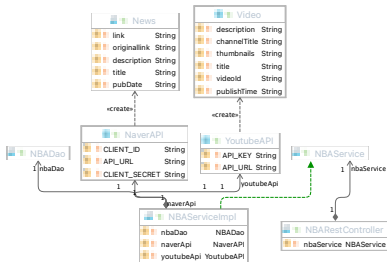 News
link String
originallink String
description String
title String
pubDate String
Video
description String
channelTitle String
thumbnails String
title String
videoId String
publishTime String
«create»
«create»
NaverAPI
CLIENT_ID String
API_URL String
CLIENT_SECRET String
YoutubeAPI
API_KEY String
API_URL String
NBADao
NBAService
1 nbaDao
1
nbaService
1 1 1 1
youtubeApi
1
naverApi
1
NBAServiceImpl
nbaDao NBADao
naverApi NaverAPI
youtubeApi YoutubeAPI
NBARestController
nbaService NBAService